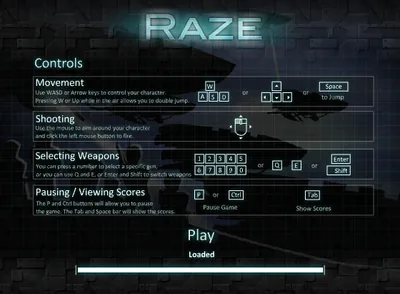 RAZE
Controls
Movement
Use WASD or Arrow keys to control your character.
Pressing W or Up while in the air allows you to double jump.
W
A S D
or
or
Space
to Jump
Shooting
Use the mouse to aim around your character
and click the left mouse button to fire.
Selecting Weapons
You can press a number to select a specific gun,
or you can use Q and E, or Enter and Shift to switch weapons
1 2 3 4 5
6 7 8 9 0
or
Q E
or
Enter
Shift
Pausing / Viewing Scores
The P and Ctrl buttons will allow you to pause
the game. The Tab and Space bar will show the scores.
P or Ctrl
Pause Game
Tab
Show Scores
Play
Loaded